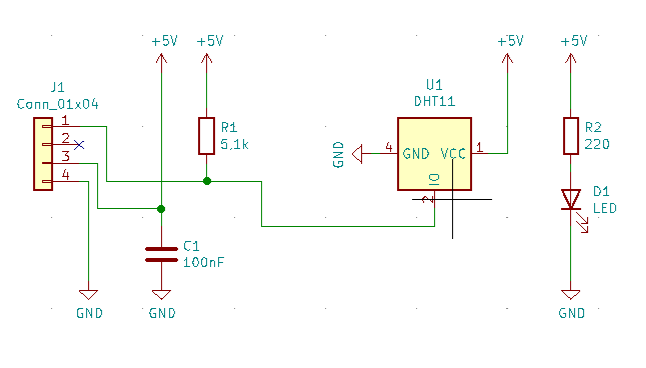 +5V +5V +5V +5V
J1
Conn_01x04
U1
DHT11
1
2
3
4
R1
5.1k
GND
4
GND VCC
1
IO
2
R2
220
D1
LED
C1
100nF
GND GND GND